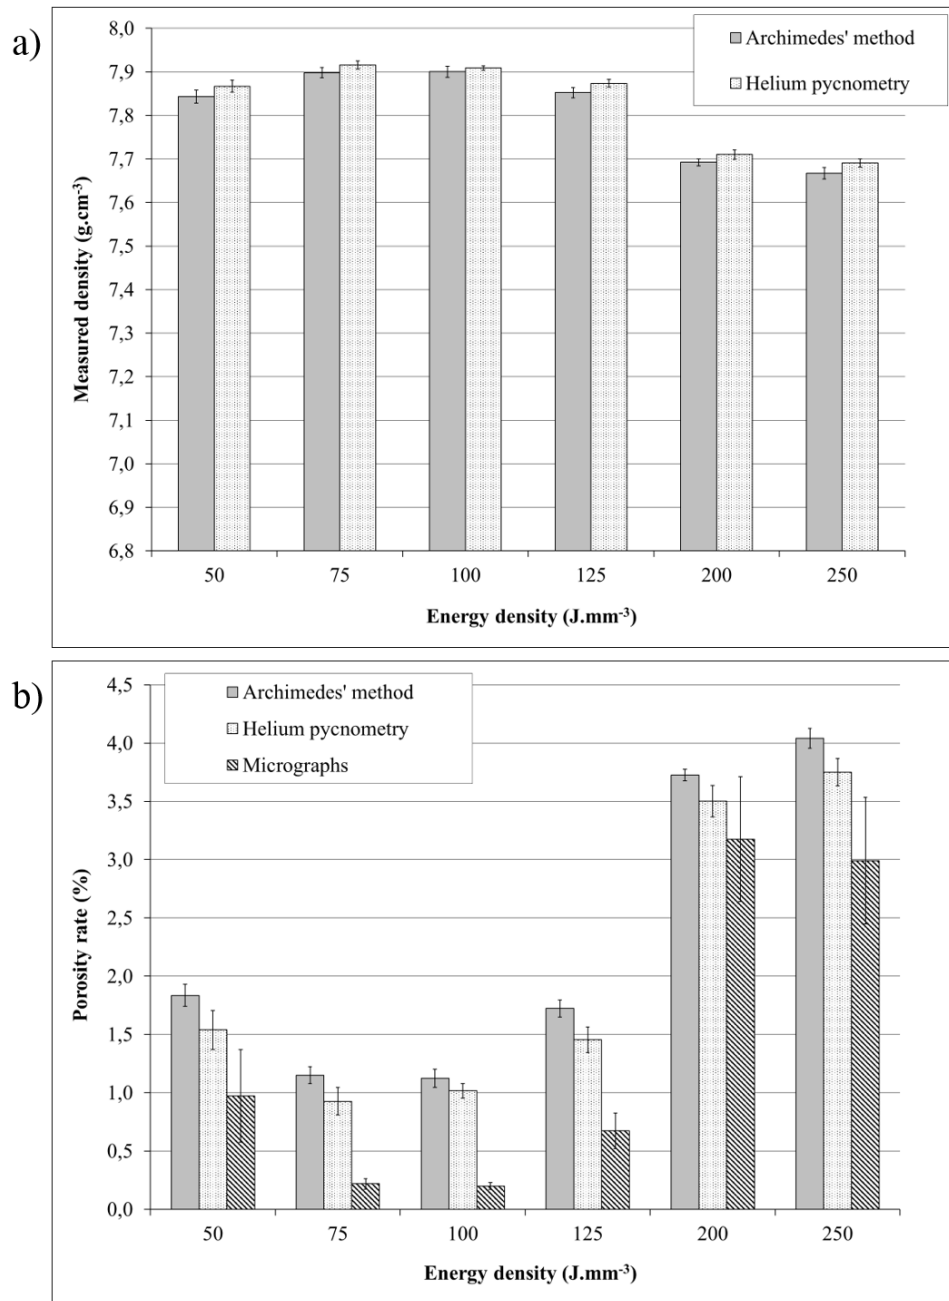 a)
8,0
7,9
7,8
7,7
7,6
7,5
7,4
7,3
7,2
7,1
7,0
6,9
6,8
Measured density (g.cm-3)
Archimedes' method
Helium pycnometry
50 75 100 125 200 250
Energy density (J.mm-3)
b)
4,5
4,0
3,5
3,0
2,5
2,0
1,5
1,0
0,5
0,0
Porosity rate (%)
Archimedes' method
Helium pycnometry
Micrographs
50 75 100 125 200 250
Energy density (J.mm-3)